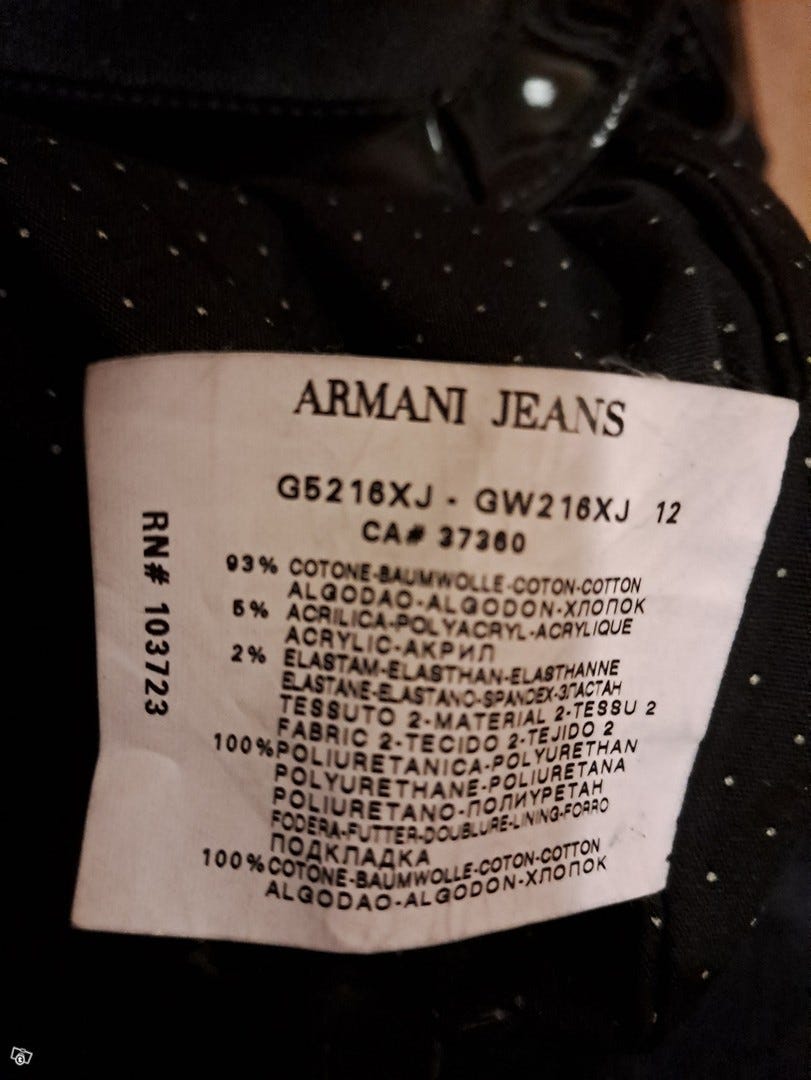 ARMANI JEANS
G5216XJ - GW216XJ 12
CA# 37360
93% COTONE-BAUMWOLLE-COTON-COTTON
ALGODAO-ALGODON-ХЛОПОК
5% ACRILICA-POLYACRYL-ACRYLIQUE
ACRYLIC-АКРИЛ
2% ELASTAM-ELASTHAN-ELASTHANNE
ELASTANE-ELASTANO-SPANDEX-ЭПАСТАН
TESSUTO 2-MATERIAL 2-TESSU 2
FABRIC 2-TECIDO 2-TEJIDO 2
100%POLIURETANICA-POLYURETHAN
POLYURETHANE-POLIURETANA
POLIURETANO-ПОЛИУРЕТАН
FODERA-FUTTER-DOUBLURE-LINING-FORRO
ПОДКЛАДКА
100%COTONE-BAUMWOLLE-COTON-COTTON
ALGODAO-ALGODON-ХЛОПОК
RN# 103723